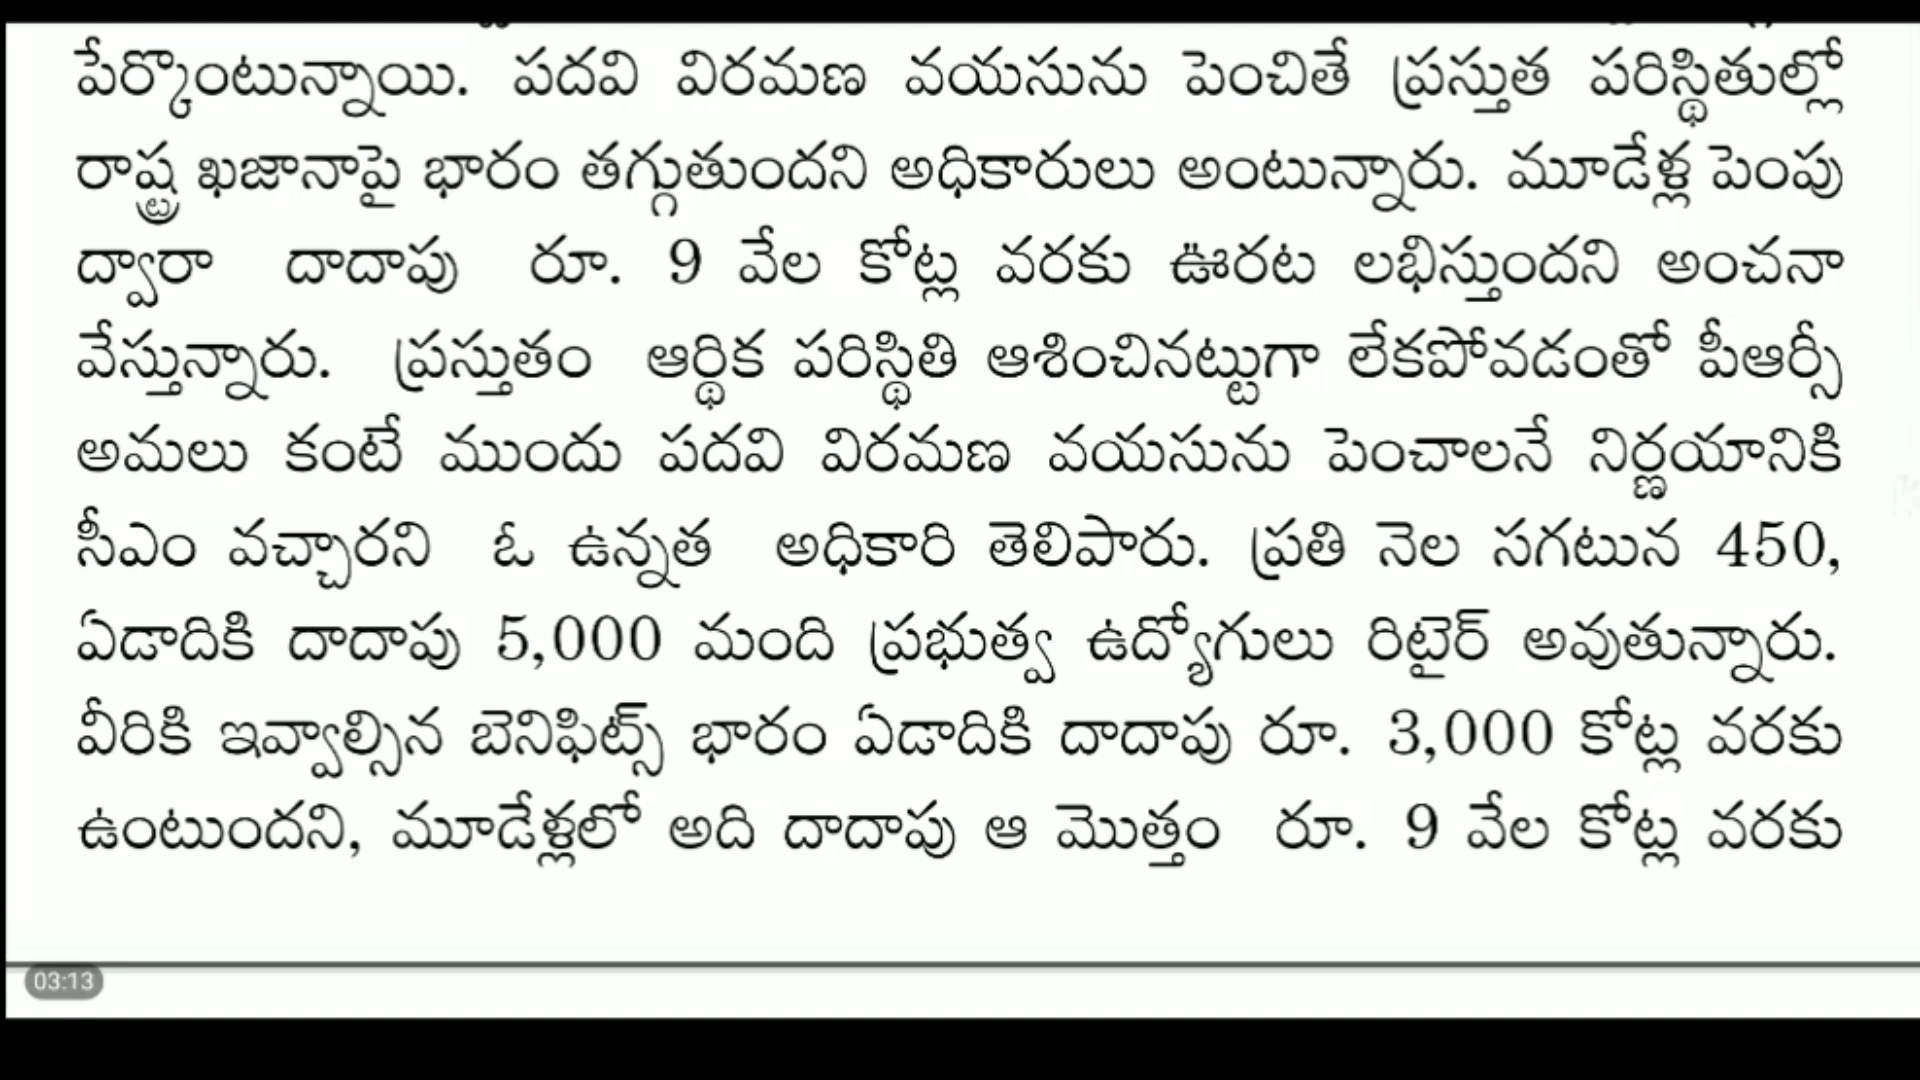 పేర్కొంటున్నాయి. పదవి విరమణ వయసును పెంచితే ప్రస్తుత పరిస్థితుల్లో
రాష్ట్ర ఖజానాపై భారం తగ్గుతుందని అధికారులు అంటున్నారు. మూడేళ్ల పెంపు
ద్వారా దాదాపు రూ. 9 వేల కోట్ల వరకు ఊరట లభిస్తుందని అంచనా
వేస్తున్నారు. ప్రస్తుతం ఆర్థిక పరిస్థితి ఆశించినట్టుగా లేకపోవడంతో పీఆర్సీ
అమలు కంటే ముందు పదవి విరమణ వయసును పెంచాలనే నిర్ణయానికి
సీఎం వచ్చారని ఓ ఉన్నత అధికారి తెలిపారు. ప్రతి నెల సగటున 450,
ఏడాదికి దాదాపు 5,000 మంది ప్రభుత్వ ఉద్యోగులు రిటైర్ అవుతున్నారు.
వీరికి ఇవ్వాల్సిన బెనిఫిట్స్ భారం ఏడాదికి దాదాపు రూ. 3,000 కోట్ల వరకు
ఉంటుందని, మూడేళ్లలో అది దాదాపు ఆ మొత్తం రూ. 9 వేల కోట్ల వరకు
03:13